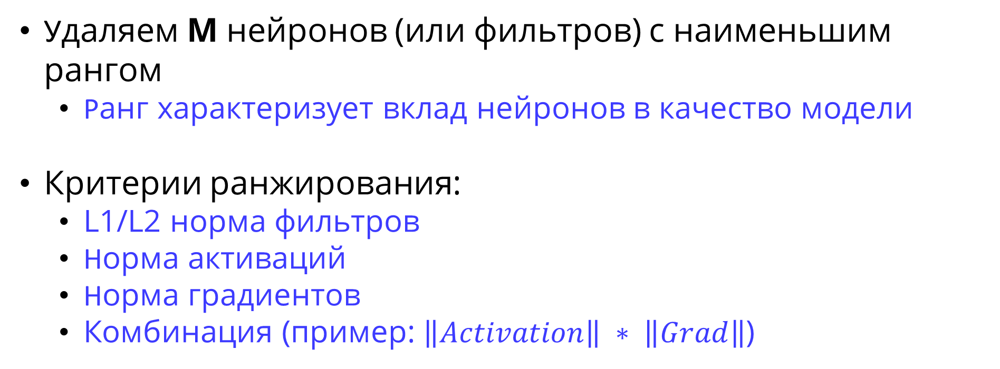 • Удаляем M нейронов (или фильтров) с наименьшим
рангом
• Ранг характеризует вклад нейронов в качество модели
• Критерии ранжирования:
• L1/L2 норма фильтров
• Норма активаций
• Норма градиентов
• Комбинация (пример: ‖Activation‖ ∗ ‖Grad‖)